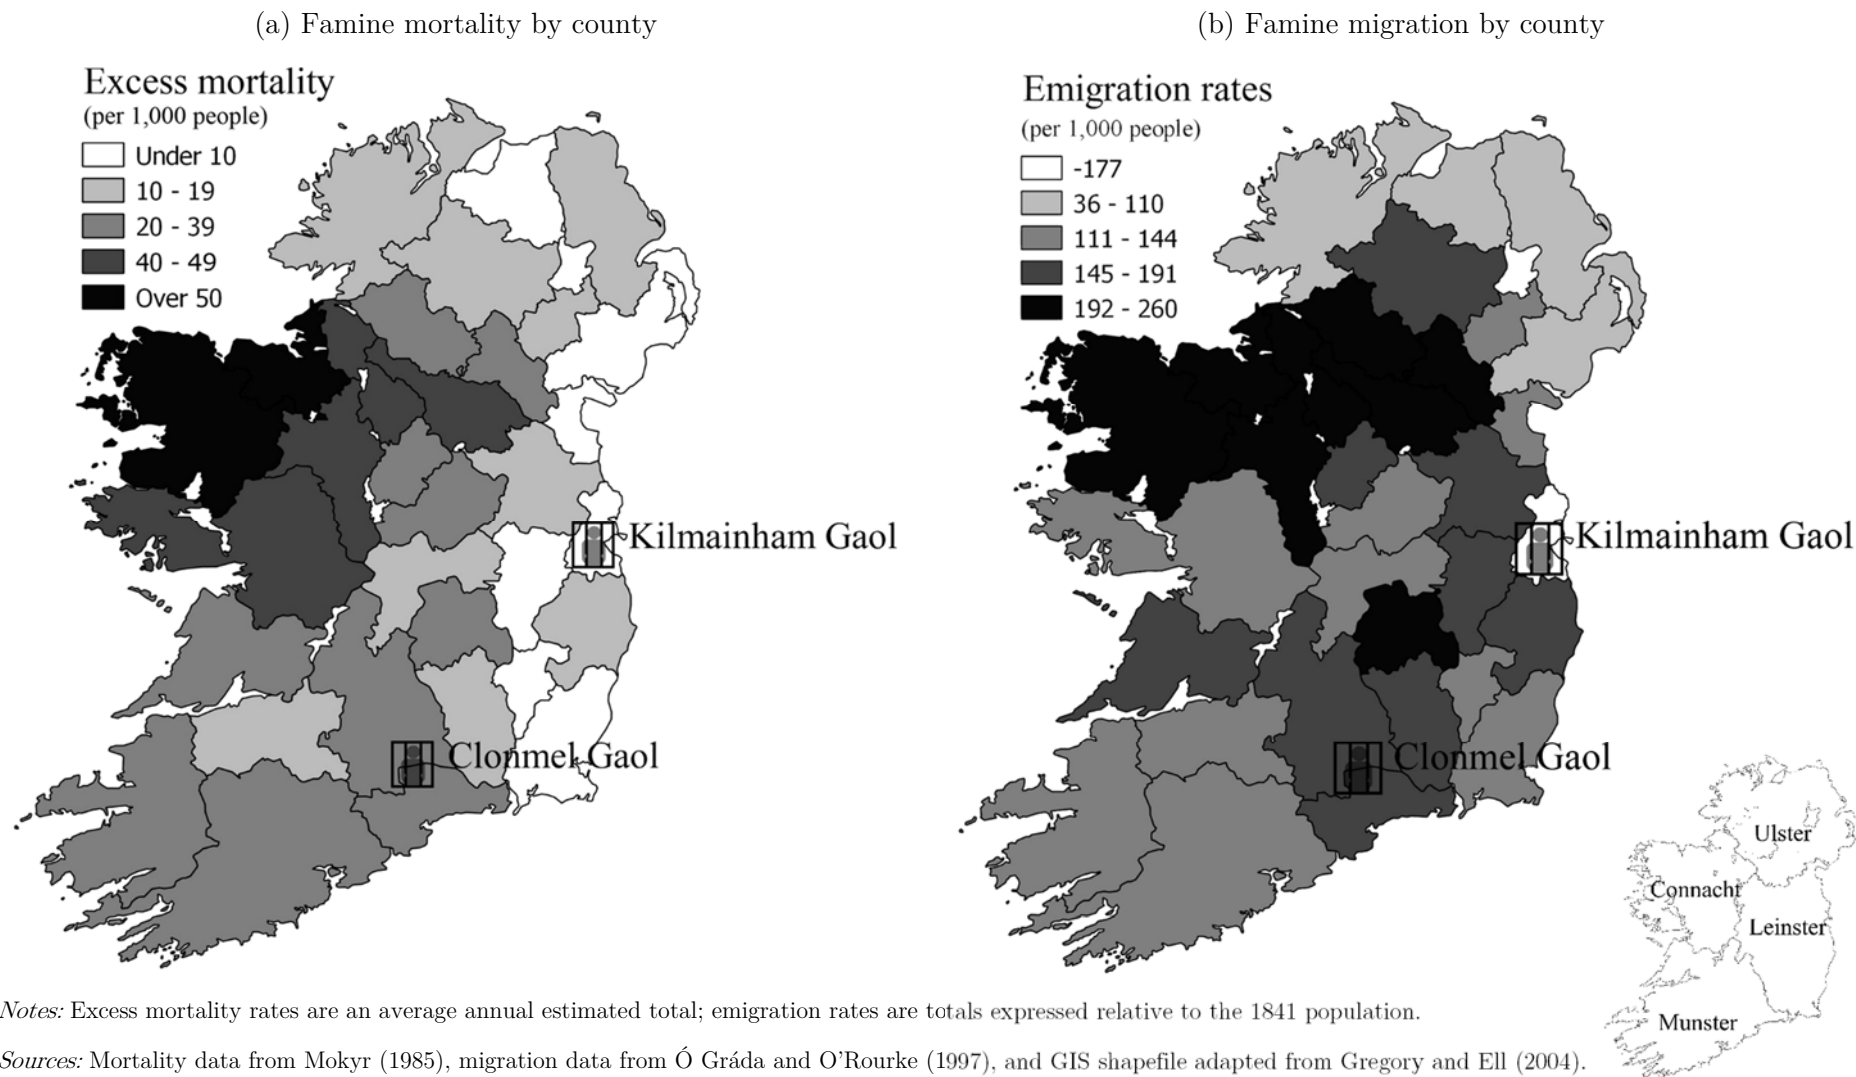 (a) Famine mortality by county
(b) Famine migration by county
Excess mortality
(per 1,000 people)
Under 10
10 - 19
20 - 39
40 - 49
Over 50
Kilmainham Gaol
Clonmel Gaol
Emigration rates
(per 1,000 people)
-177
36 - 110
111 - 144
145 - 191
192 - 260
Kilmainham Gaol
Clonmel Gaol
Ulster
Connacht
Leinster
Munster
Notes: Excess mortality rates are an average annual estimated total; emigration rates are totals expressed relative to the 1841 population.
Sources: Mortality data from Mokyr (1985), migration data from Ó Gráda and O'Rourke (1997), and GIS shapefile adapted from Gregory and Ell (2004).